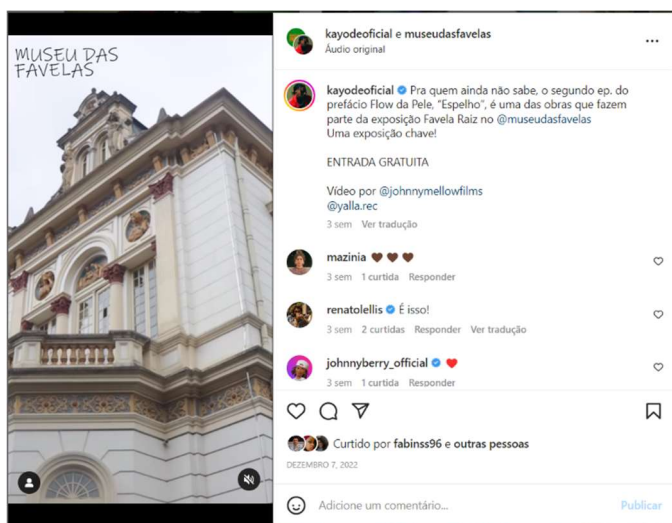 MUSEU DAS
FAVELAS
kayodeoficial e museudasfavelas
Áudio original
kayodeoficial Pra quem ainda não sabe, o segundo ep. do
prefácio Flow da Pele, "Espelho", é uma das obras que fazem
parte da exposição Favela Raiz no @museudasfavelas
Uma exposição chave!
ENTRADA GRATUITA
Vídeo por @johnnymellowfilms
@yalla.rec
3 sem Ver tradução
mazinia
3 sem 1 curtida Responder
renatolellis É isso!
3 sem 2 curtidas Responder Ver tradução
johnnyberry_official
3 sem 1 curtida Responder
Curtido por fabinss96 e outras pessoas
DEZEMBRO 7, 2022
Adicione um comentário...
Publicar